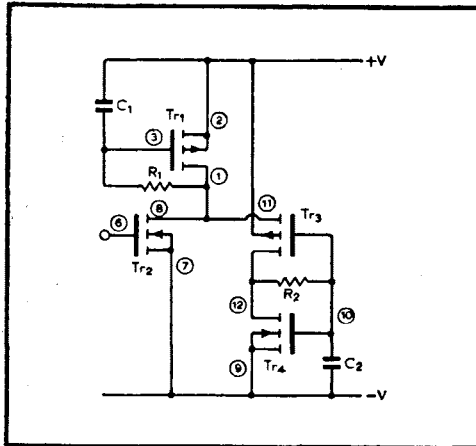 +V
C1
Tr1
②
③
R1
①
⑧
⑪
⑥
Tr3
Tr2
⑦
R2
⑫
⑩
⑨
Tr4
C2
−V